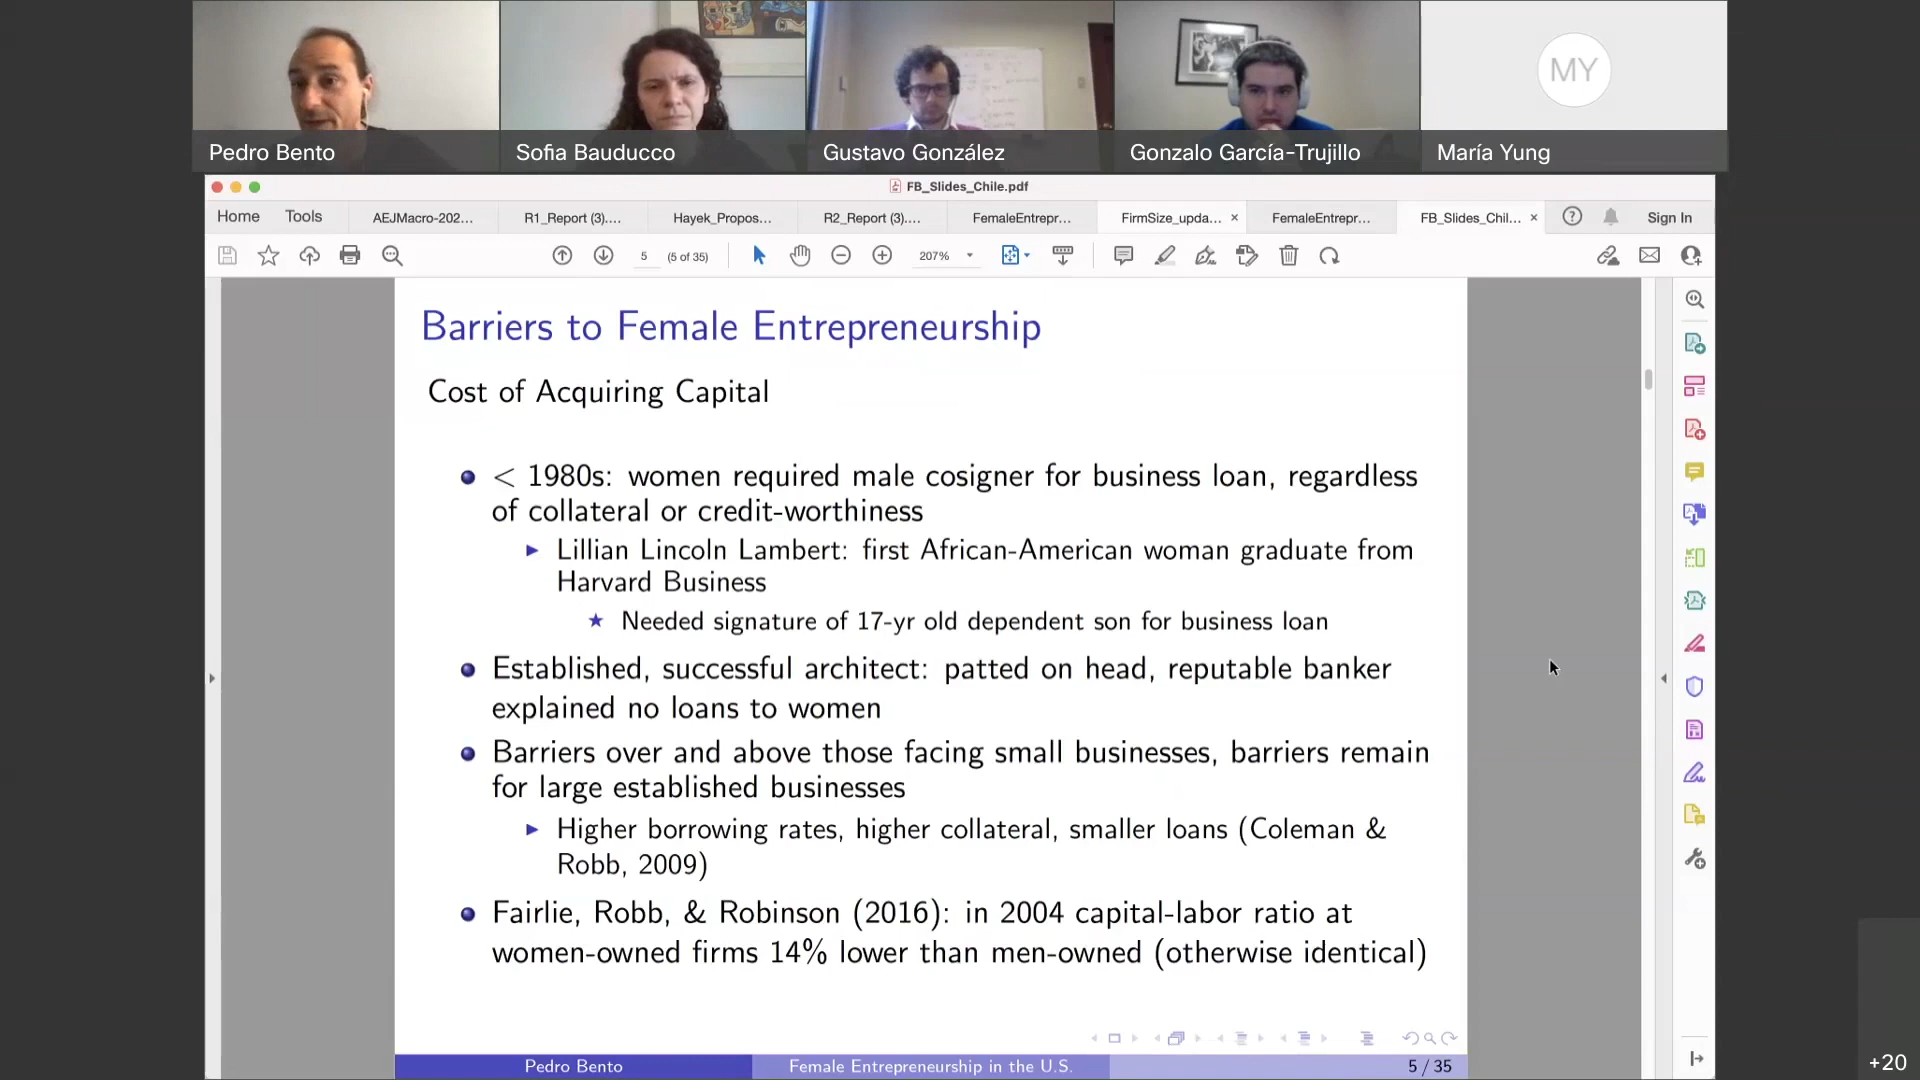 MY
Pedro Bento
Sofia Bauducco
Gustavo González
Gonzalo García-Trujillo
María Yung
FB_Slides_Chile.pdf
Home
Tools
AEJMacro-202...
R1_Report (3)....
Hayek_Propos...
R2_Report (3)....
FemaleEntrepr...
FirmSize_upda... ×
FemaleEntrepr...
FB_Slides_Chil... ×
Sign In
5
(5 of 35)
207%
Barriers to Female Entrepreneurship
Cost of Acquiring Capital
< 1980s: women required male cosigner for business loan, regardless
of collateral or credit-worthiness
Lillian Lincoln Lambert: first African-American woman graduate from
Harvard Business
Needed signature of 17-yr old dependent son for business loan
Established, successful architect: patted on head, reputable banker
explained no loans to women
Barriers over and above those facing small businesses, barriers remain
for large established businesses
Higher borrowing rates, higher collateral, smaller loans (Coleman &
Robb, 2009)
Fairlie, Robb, & Robinson (2016): in 2004 capital-labor ratio at
women-owned firms 14% lower than men-owned (otherwise identical)
Pedro Bento
Female Entrepreneurship in the U.S.
5 / 35
+20